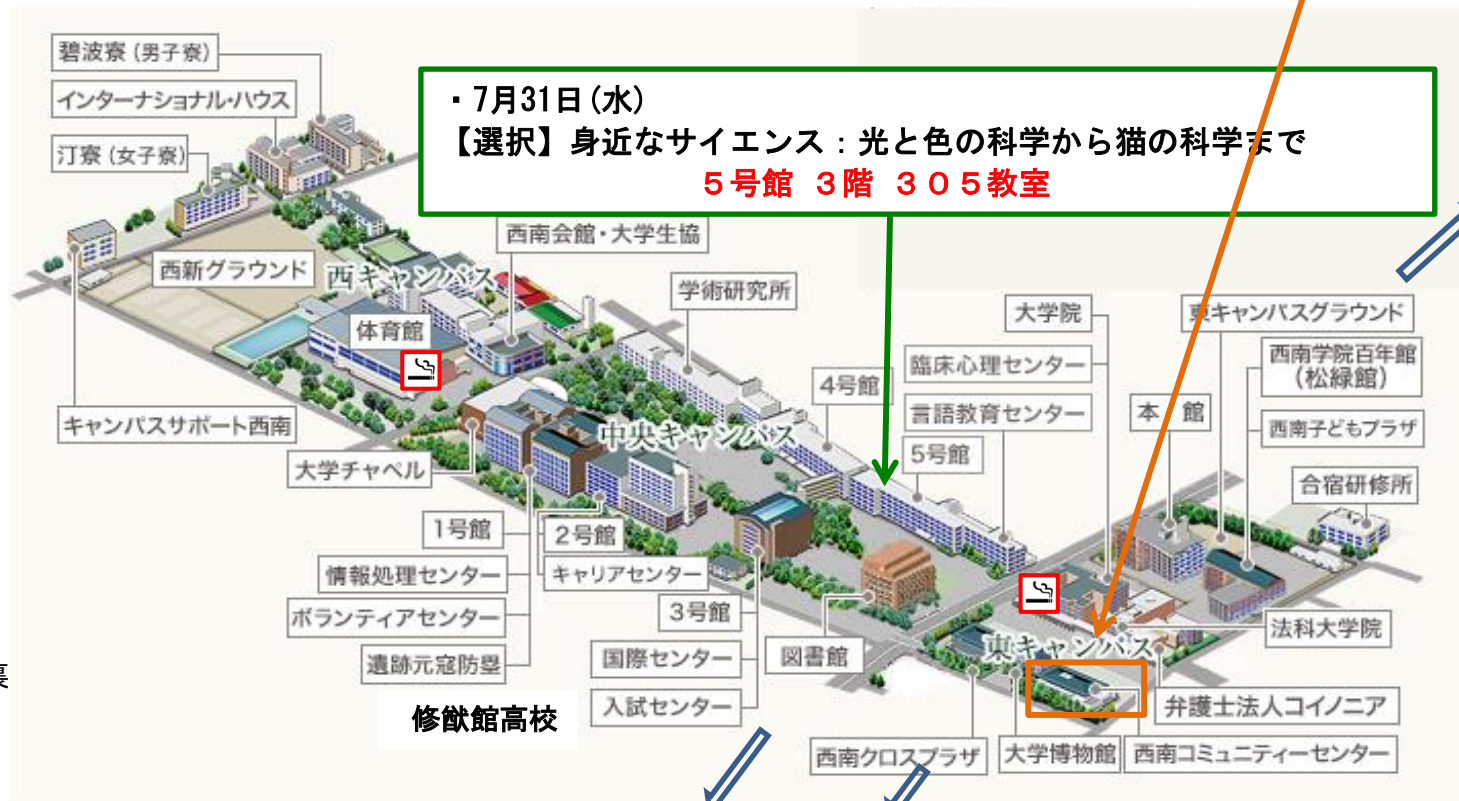 碧波寮(男子寮)
インターナショナル・ハウス
汀寮(女子寮)
・7月31日(水)
【選択】身近なサイエンス：光と色の科学から猫の科学まで
５号館 ３階 ３０５教室
西南会館・大学生協
西新グラウンド
西キャンパス
学術研究所
大学院
東キャンパスグラウンド
体育館
臨床心理センター
西南学院百年館
(松緑館)
4号館
キャンパスサポート西南
言語教育センター
本 館
西南子どもプラザ
中央キャンパス
5号館
大学チャペル
合宿研修所
1号館
2号館
情報処理センター
キャリアセンター
ボランティアセンター
3号館
法科大学院
遺跡元寇防塁
国際センター
図書館
東キャンパス
修猷館高校
入試センター
弁護士法人コイノニア
西南クロスプラザ
大学博物館
西南コミュニティーセンター